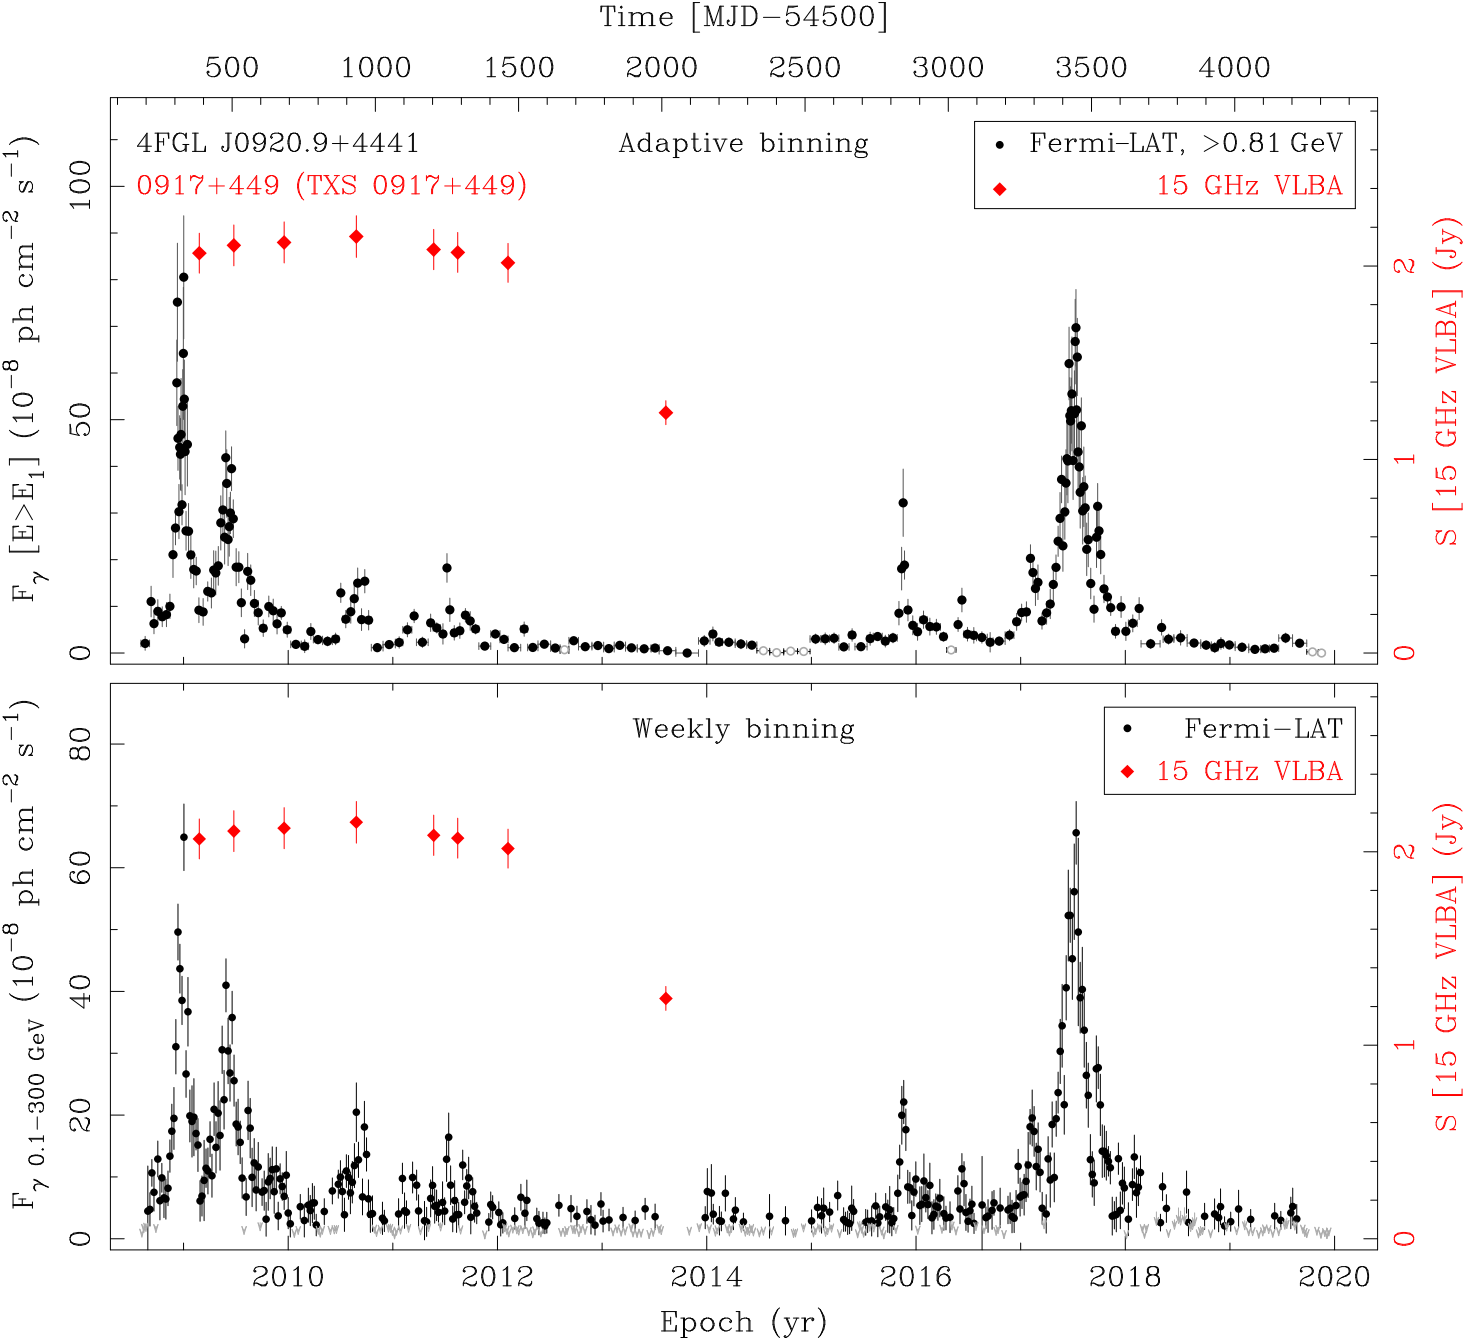 Time [MJD−54500]
500 1000 1500 2000 2500 3000 3500 4000
4FGL J0920.9+4441
Adaptive binning
Fermi−LAT, >0.81 GeV
0917+449 (TXS 0917+449)
15 GHz VLBA
F_γ [E>E_1] (10^−8 ph cm^−2 s^−1)
100
50
0
2
1
0
S [15 GHz VLBA] (Jy)
Weekly binning
Fermi−LAT
15 GHz VLBA
F_γ 0.1−300 GeV (10^−8 ph cm^−2 s^−1)
80
60
40
20
0
2
1
0
S [15 GHz VLBA] (Jy)
2010 2012 2014 2016 2018 2020
Epoch (yr)